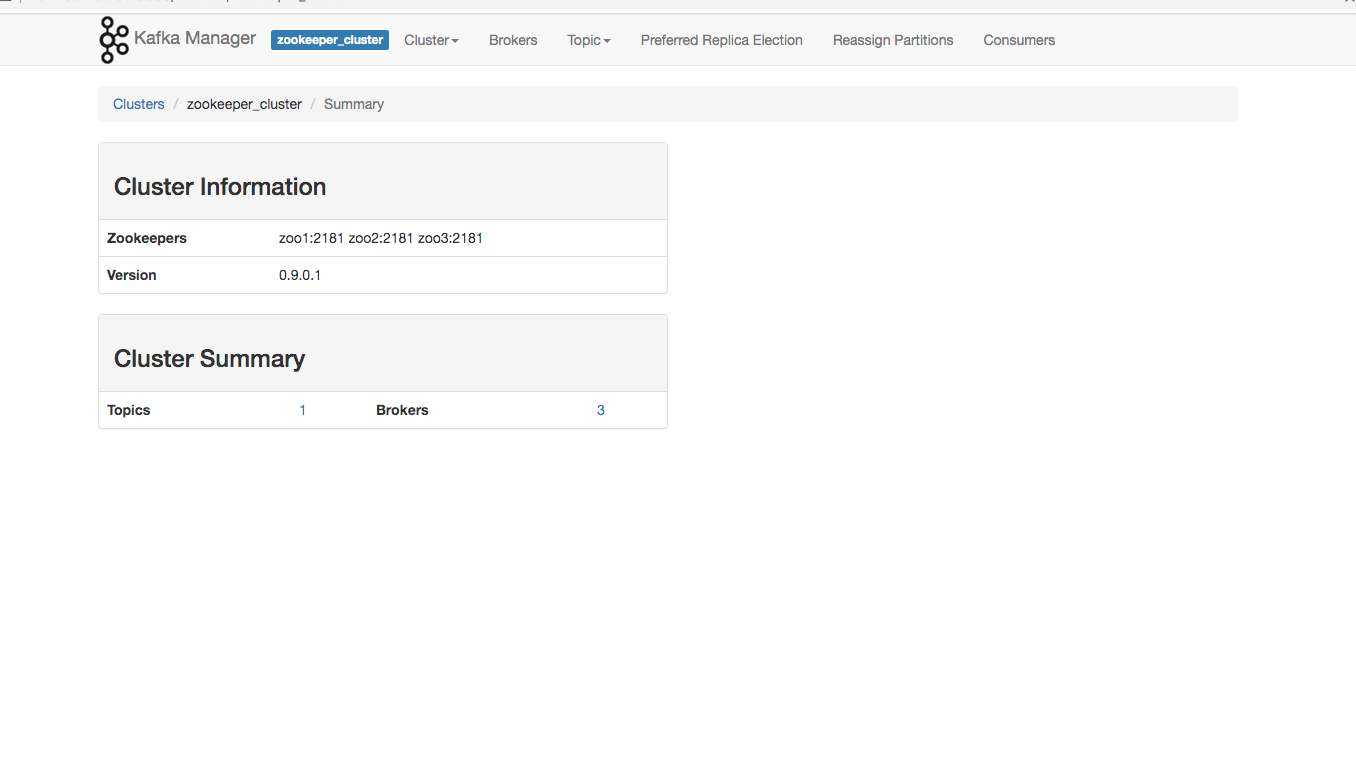 Kafka Manager zookeeper_cluster Cluster Brokers Topic Preferred Replica Election Reassign Partitions Consumers
Clusters / zookeeper_cluster / Summary
Cluster Information
Zookeepers zoo1:2181 zoo2:2181 zoo3:2181
Version 0.9.0.1
Cluster Summary
Topics 1 Brokers 3